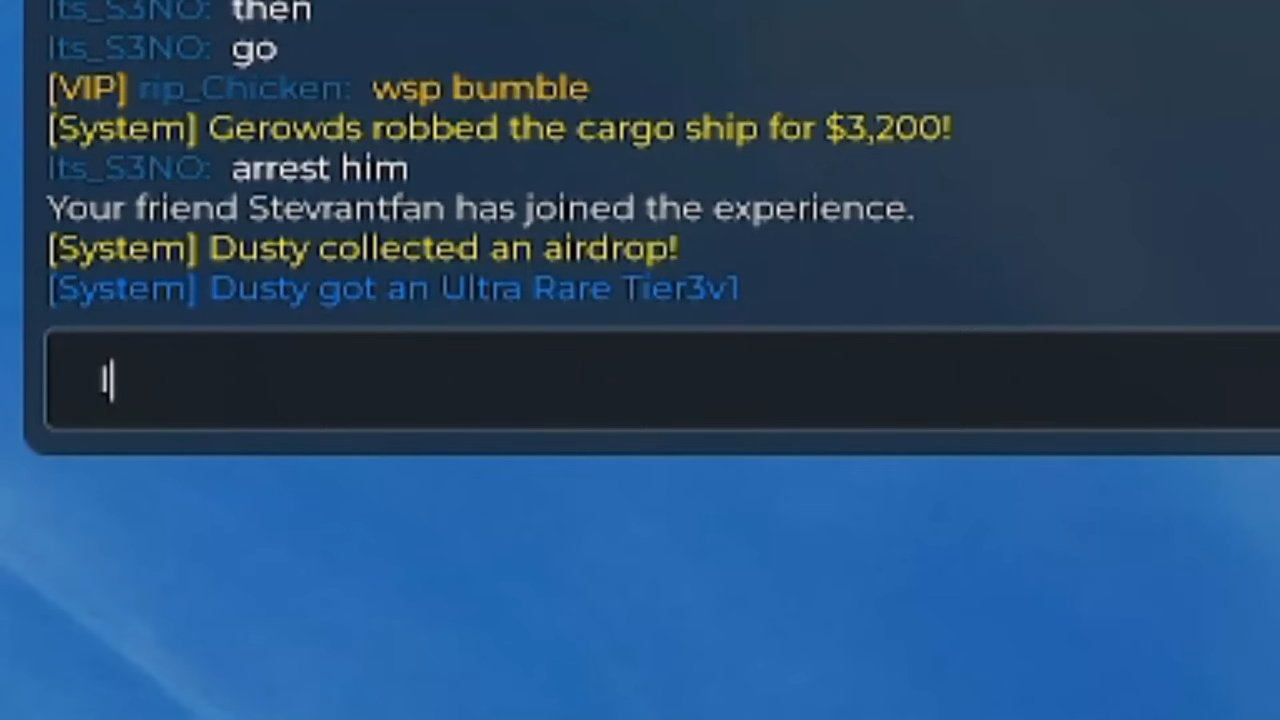 Its_S3NO: then
Its_S3NO: go
[VIP] rip_Chicken: wsp bumble
[System] Gerowds robbed the cargo ship for $3,200!
Its_S3NO: arrest him
Your friend Stevrantfan has joined the experience.
[System] Dusty collected an airdrop!
[System] Dusty got an Ultra Rare Tier3v1